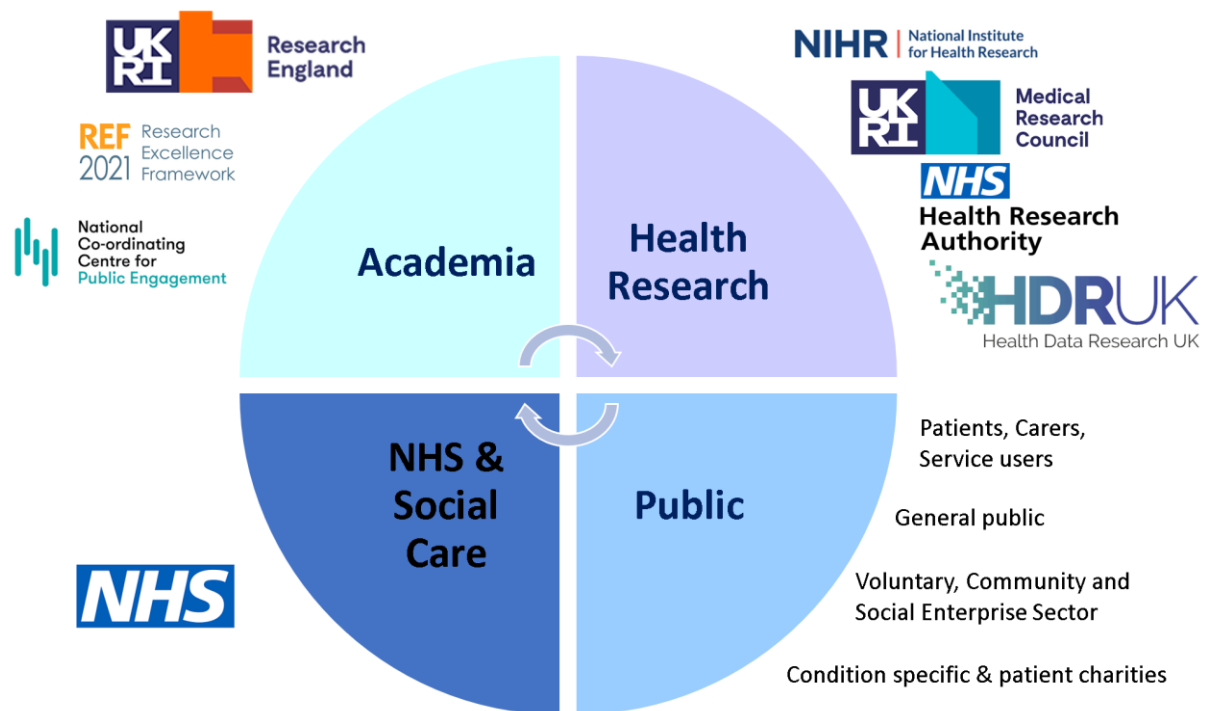 UK
RI
Research
England
REF
2021
Research
Excellence
Framework
National
Co-ordinating
Centre for
Public Engagement
Academia
NIHR
National Institute
for Health Research
UK
RI
Medical
Research
Council
NHS
Health Research
Authority
HDRUK
Health Data Research UK
Health
Research
NHS &
Social
Care
NHS
Public
Patients, Carers,
Service users
General public
Voluntary, Community and
Social Enterprise Sector
Condition specific & patient charities